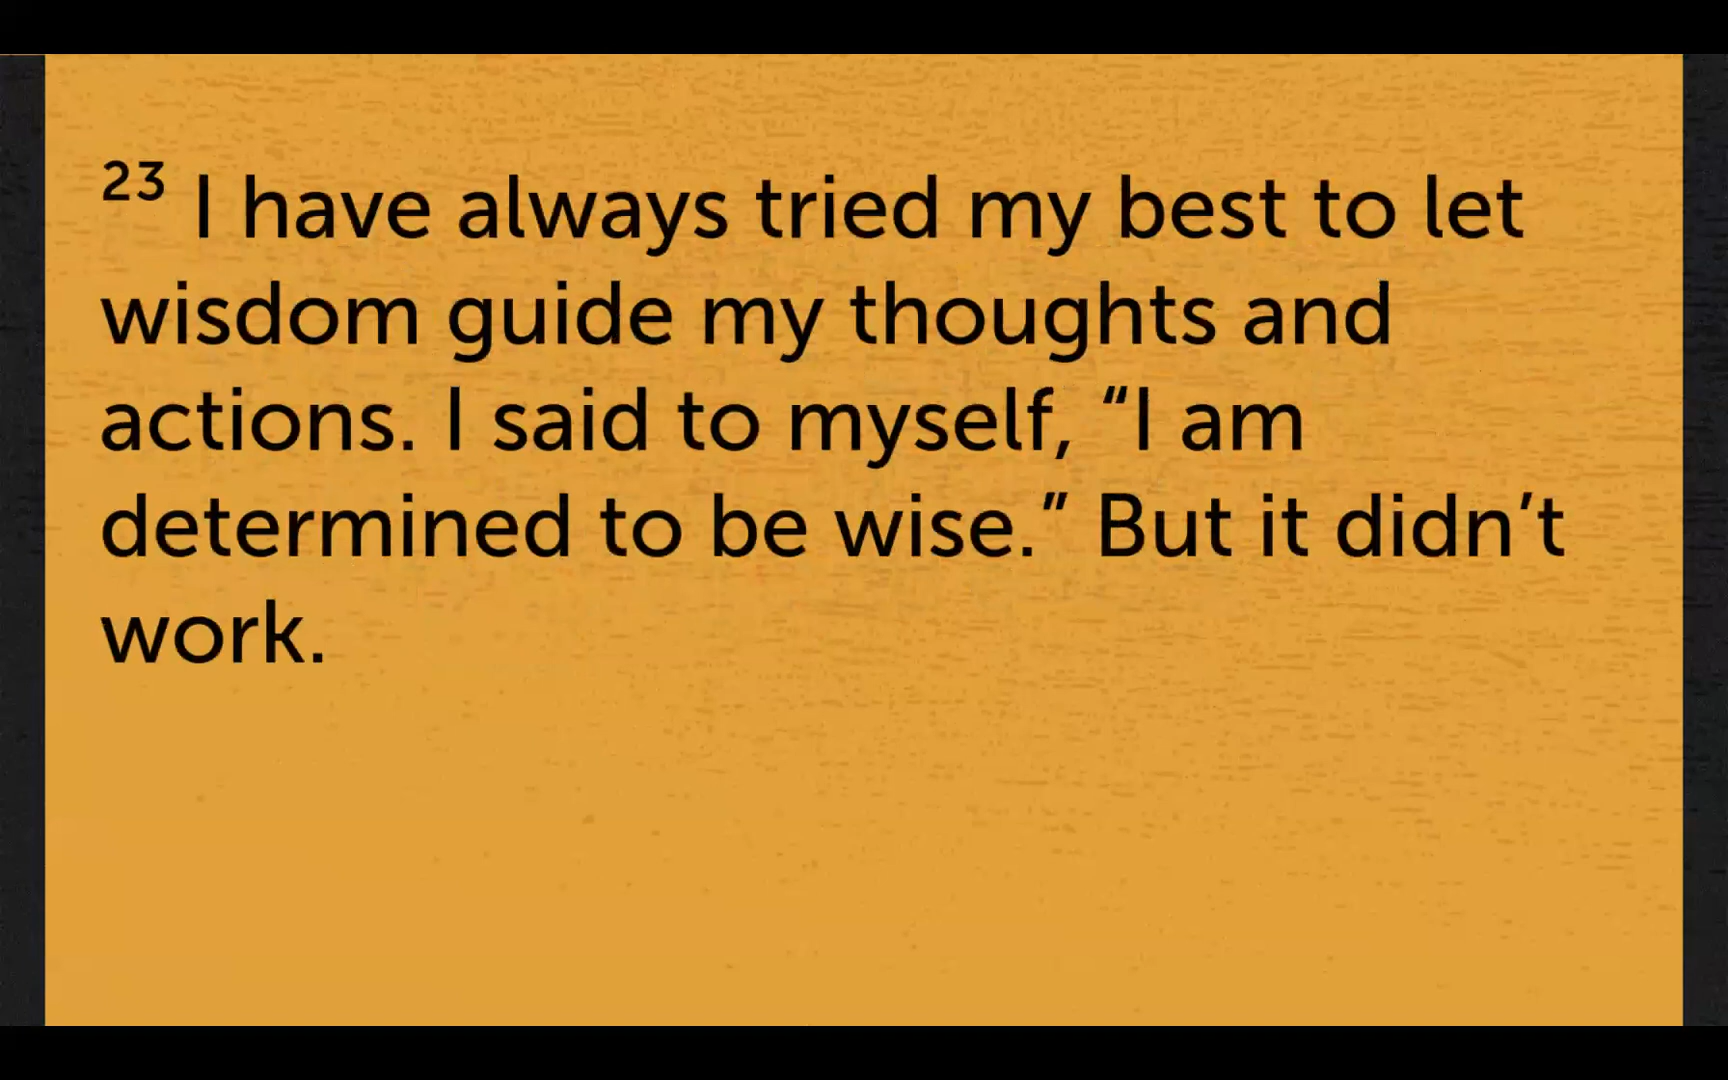 23 I have always tried my best to let
wisdom guide my thoughts and
actions. I said to myself, “I am
determined to be wise.” But it didn’t
work.